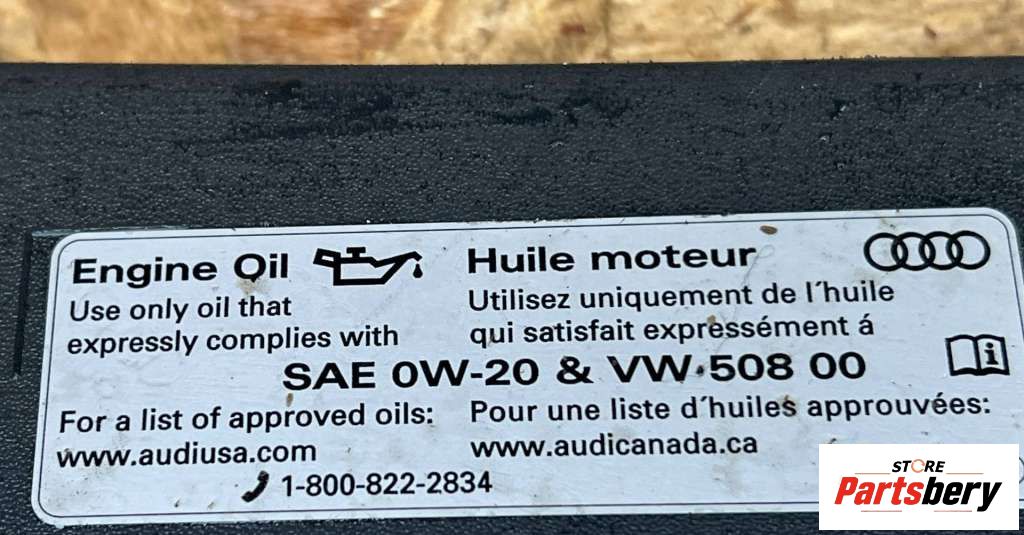 Engine Oil
Use only oil that
expressly complies with
Huile moteur
Utilisez uniquement de l'huile
qui satisfait expressément á
SAE 0W-20 & VW 508 00
For a list of approved oils:
www.audiusa.com
Pour une liste d'huiles approuvées:
www.audicanada.ca
1-800-822-2834
STORE
Partsbery